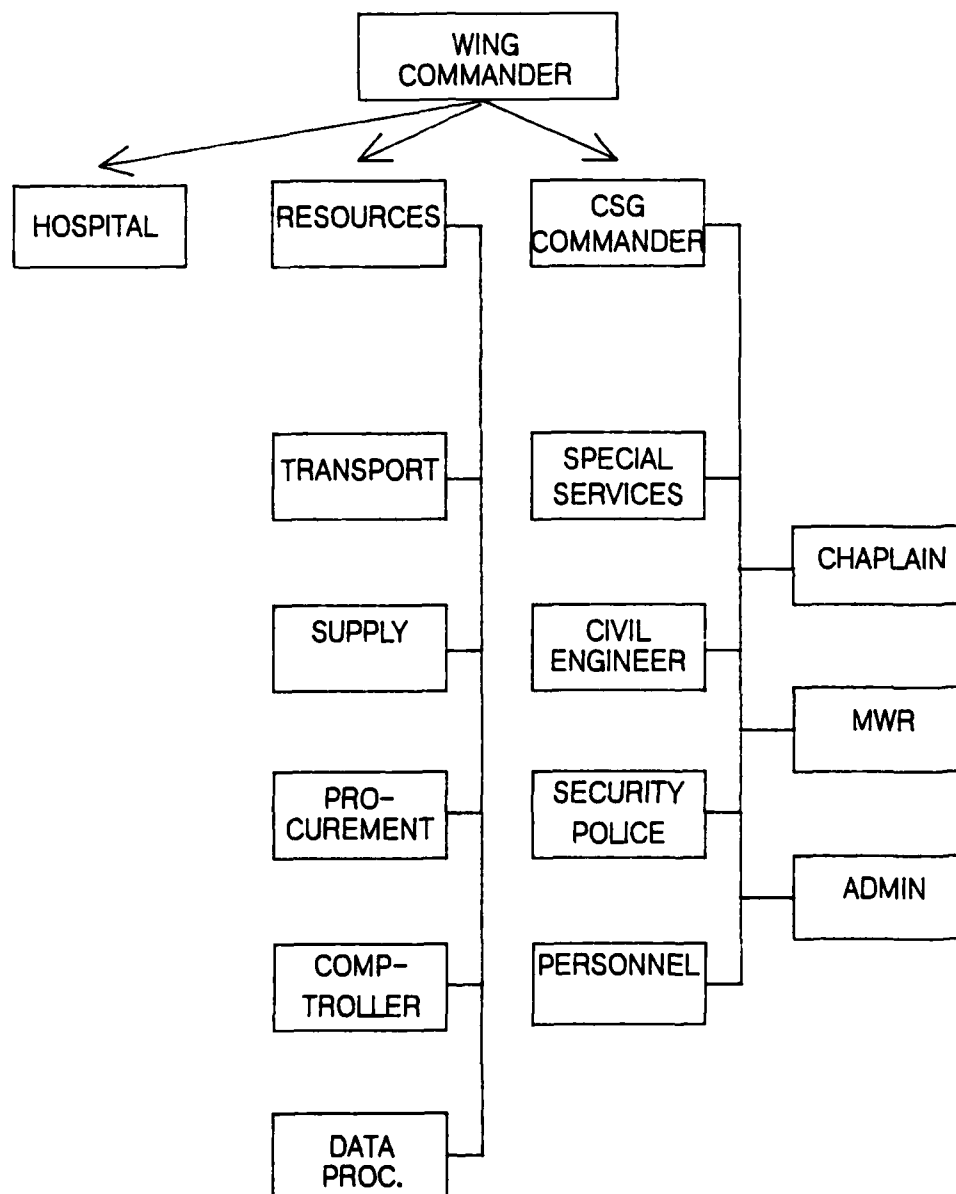 WING
COMMANDER
HOSPITAL
RESOURCES
CSG
COMMANDER
TRANSPORT
SUPPLY
PRO-
CUREMENT
COMP-
TROLLER
DATA
PROC.
SPECIAL
SERVICES
CIVIL
ENGINEER
SECURITY
POLICE
PERSONNEL
CHAPLAIN
MWR
ADMIN